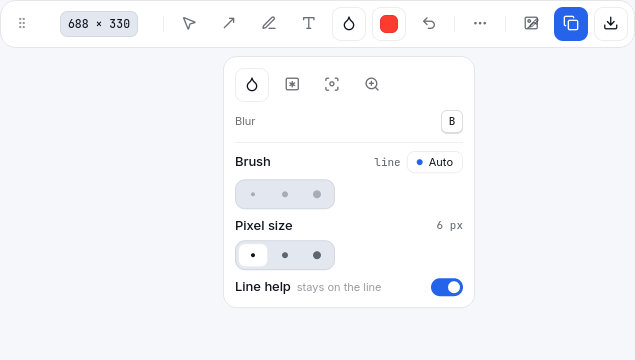 688 × 330
Blur B
Brush line Auto
Pixel size 6 px
Line help stays on the line